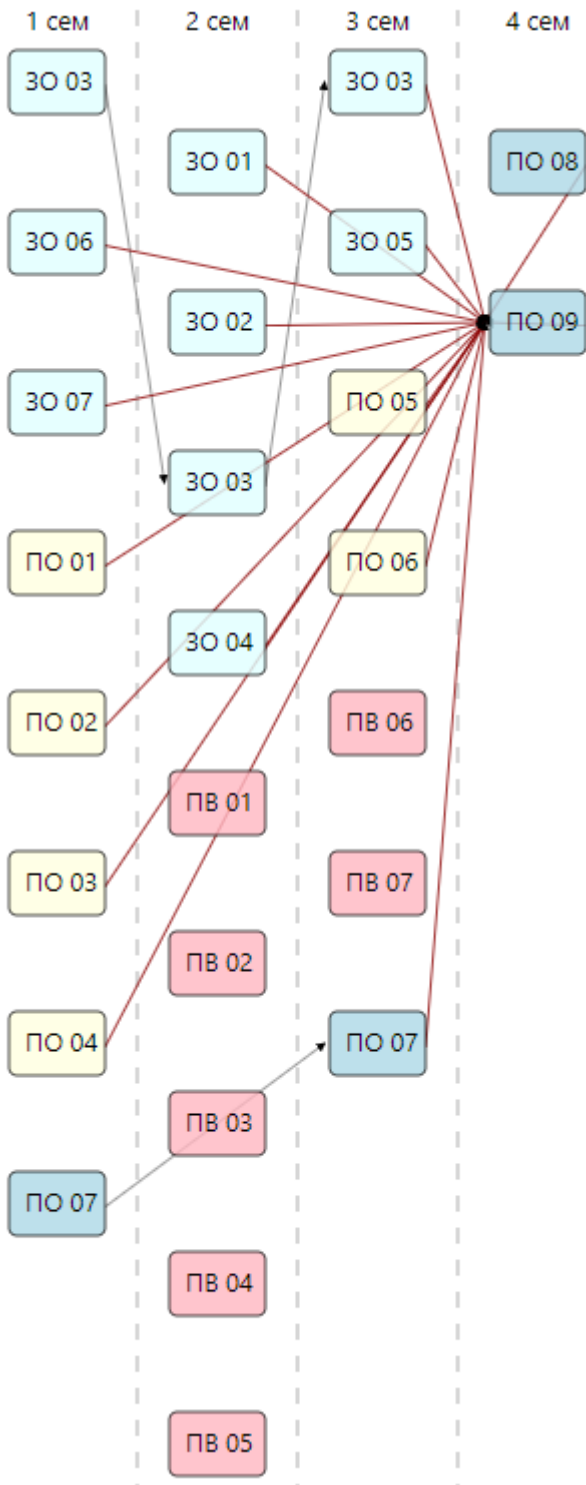 1 сем
2 сем
3 сем
4 сем
ЗО 03
ЗО 06
ЗО 07
ПО 01
ПО 02
ПО 03
ПО 04
ПО 07
ЗО 01
ЗО 02
ЗО 03
ЗО 04
ПВ 01
ПВ 02
ПВ 03
ПВ 04
ПВ 05
ЗО 03
ЗО 05
ПО 05
ПО 06
ПВ 06
ПВ 07
ПО 07
ПО 08
ПО 09